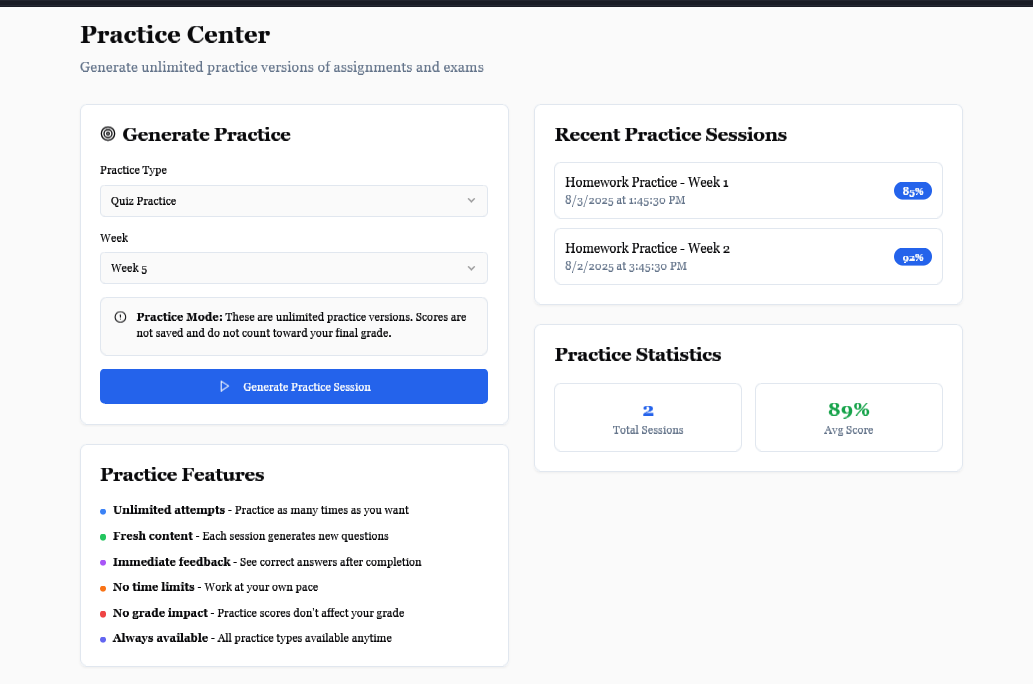 Practice Center
Generate unlimited practice versions of assignments and exams
Generate Practice
Practice Type
Quiz Practice
Week
Week 5
Practice Mode: These are unlimited practice versions. Scores are
not saved and do not count toward your final grade.
Generate Practice Session
Practice Features
Unlimited attempts - Practice as many times as you want
Fresh content - Each session generates new questions
Immediate feedback - See correct answers after completion
No time limits - Work at your own pace
No grade impact - Practice scores don't affect your grade
Always available - All practice types available anytime
Recent Practice Sessions
Homework Practice - Week 1
8/3/2025 at 1:45:30 PM
85%
Homework Practice - Week 2
8/2/2025 at 3:45:30 PM
92%
Practice Statistics
2
Total Sessions
89%
Avg Score